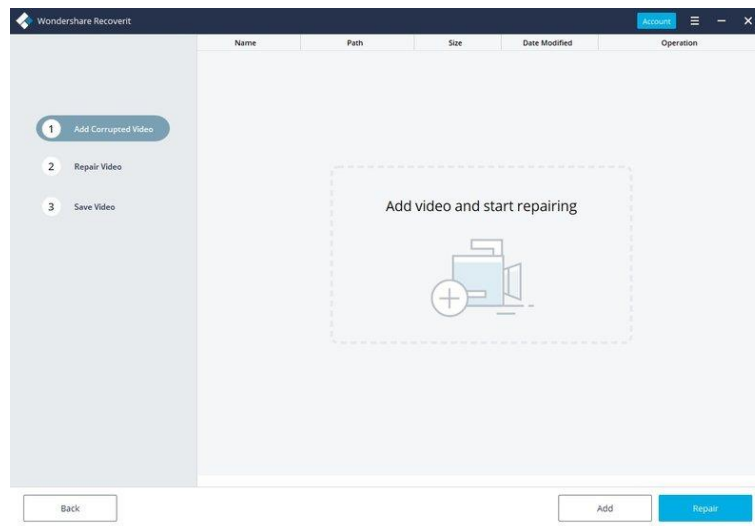 Wondershare Recoverit
Account
Name Path Size Date Modified Operation
1 Add Corrupted Video
2 Repair Video
3 Save Video
Add video and start repairing
Back Add Repair